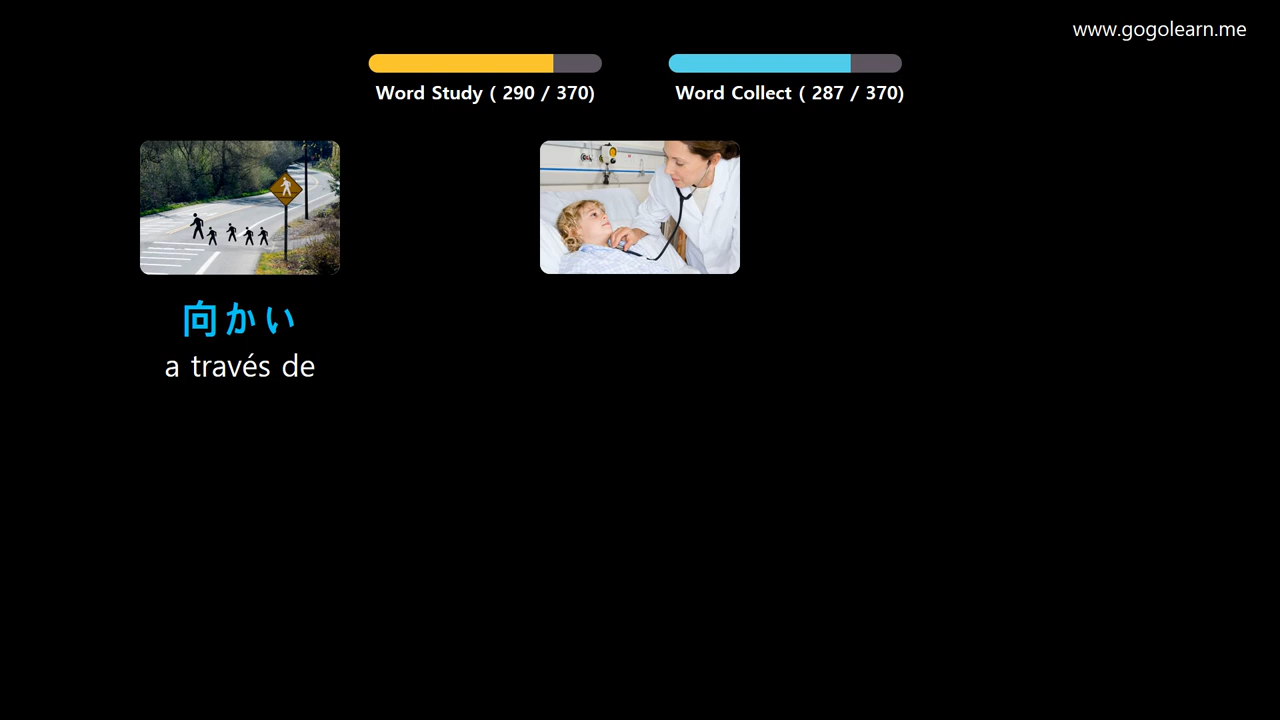 www.gogolearn.me
Word Study ( 290 / 370)
Word Collect ( 287 / 370)
向かい
a través de